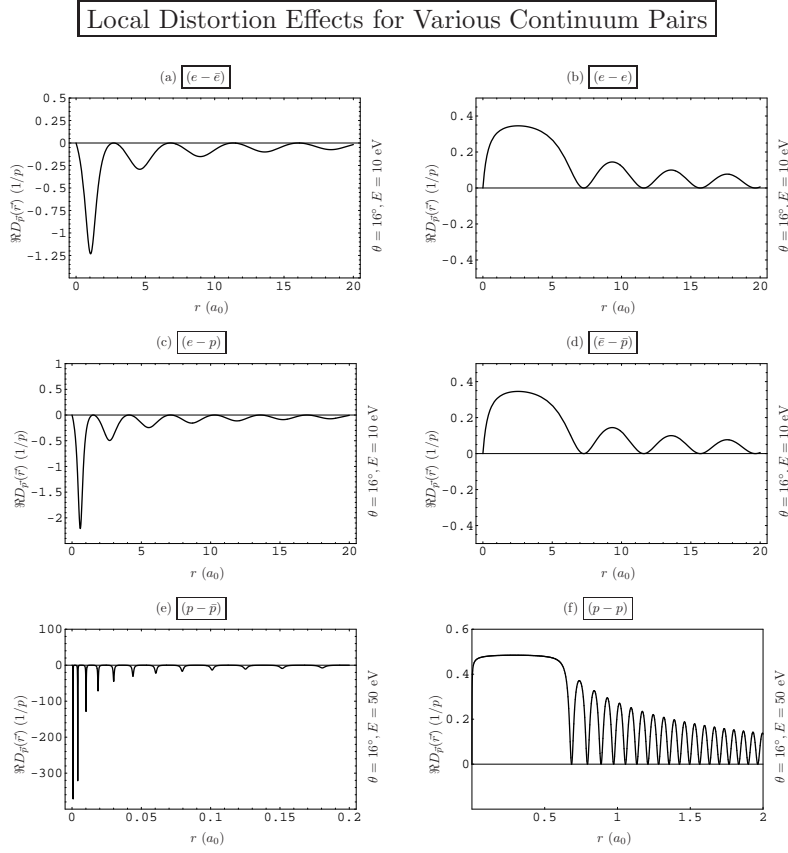 Local Distortion Effects for Various Continuum Pairs
(a) (e − ē)
0.5
0.25
0
−0.25
−0.5
−0.75
−1
−1.25
0 5 10 15 20
r (a₀)
ℜD_p⃗(r⃗) (1/p)
θ = 16°, E = 10 eV
(b) (e − e)
0.4
0.2
0
−0.2
−0.4
0 5 10 15 20
r (a₀)
ℜD_p⃗(r⃗) (1/p)
θ = 16°, E = 10 eV
(c) (e − p)
1
0.5
0
−0.5
−1
−1.5
−2
0 5 10 15 20
r (a₀)
ℜD_p⃗(r⃗) (1/p)
θ = 16°, E = 10 eV
(d) (ē − p̄)
0.4
0.2
0
−0.2
−0.4
0 5 10 15 20
r (a₀)
ℜD_p⃗(r⃗) (1/p)
θ = 16°, E = 10 eV
(e) (p − p̄)
100
0
−100
−200
−300
0 0.05 0.1 0.15 0.2
r (a₀)
ℜD_p⃗(r⃗) (1/p)
θ = 16°, E = 50 eV
(f) (p − p)
0.6
0.4
0.2
0
0.5 1 1.5 2
r (a₀)
ℜD_p⃗(r⃗) (1/p)
θ = 16°, E = 50 eV